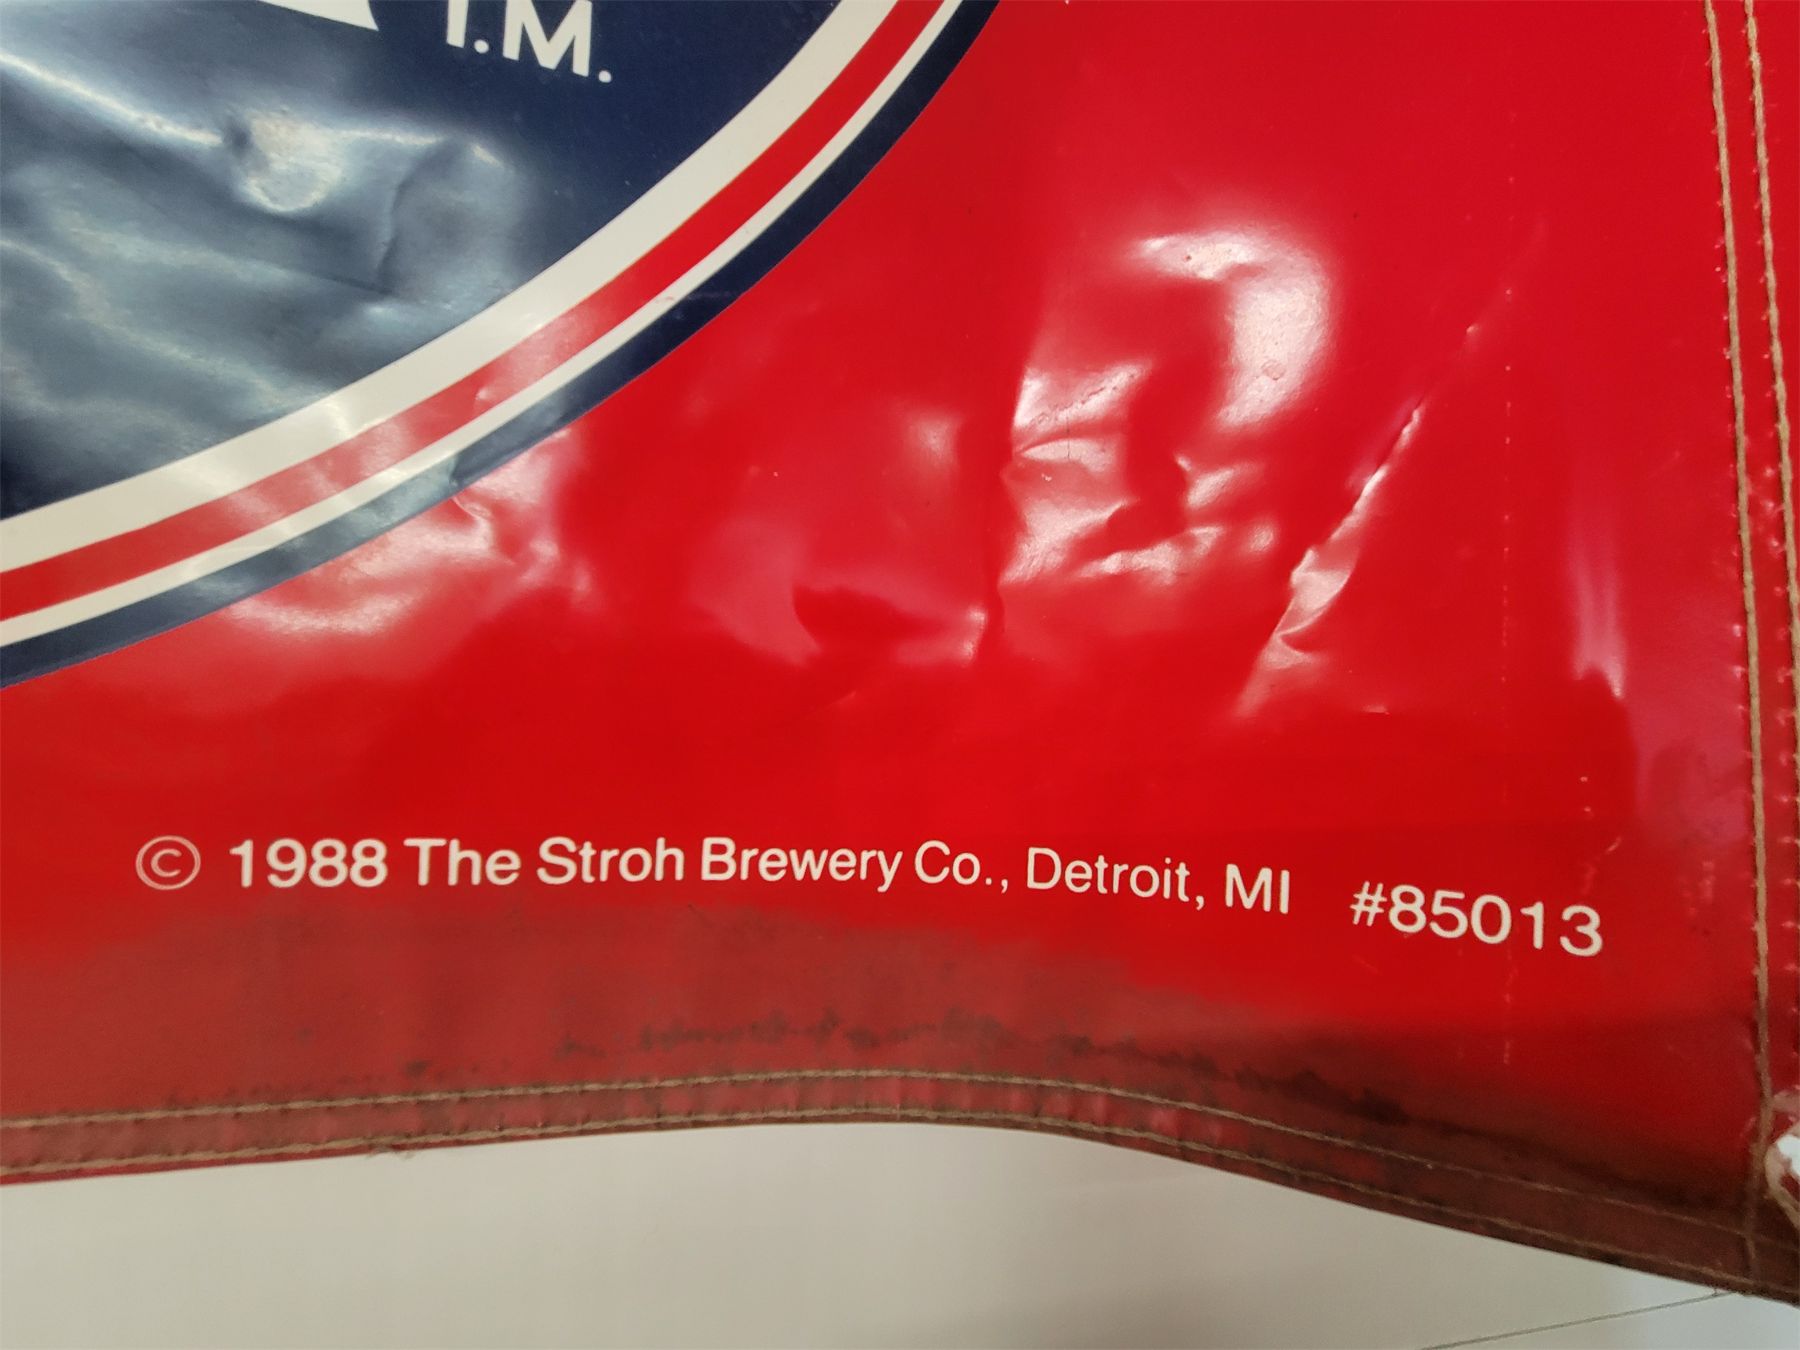 T.M.
© 1988 The Stroh Brewery Co., Detroit, MI #85013